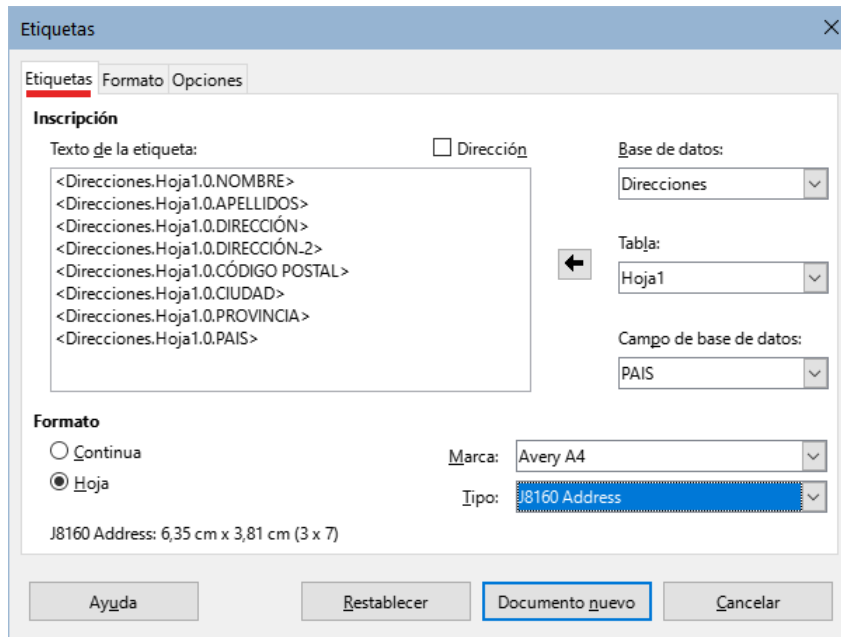 Etiquetas
Etiquetas Formato Opciones
Inscripción
Texto de la etiqueta:
Dirección
<Direcciones.Hoja1.0.NOMBRE>
<Direcciones.Hoja1.0.APELLIDOS>
<Direcciones.Hoja1.0.DIRECCIÓN>
<Direcciones.Hoja1.0.DIRECCIÓN-2>
<Direcciones.Hoja1.0.CÓDIGO POSTAL>
<Direcciones.Hoja1.0.CIUDAD>
<Direcciones.Hoja1.0.PROVINCIA>
<Direcciones.Hoja1.0.PAIS>
Base de datos:
Direcciones
Tabla:
Hoja1
Campo de base de datos:
PAIS
Formato
Continua
Hoja
Marca: Avery A4
Tipo: J8160 Address
J8160 Address: 6,35 cm x 3,81 cm (3 x 7)
Ayuda Restablecer Documento nuevo Cancelar